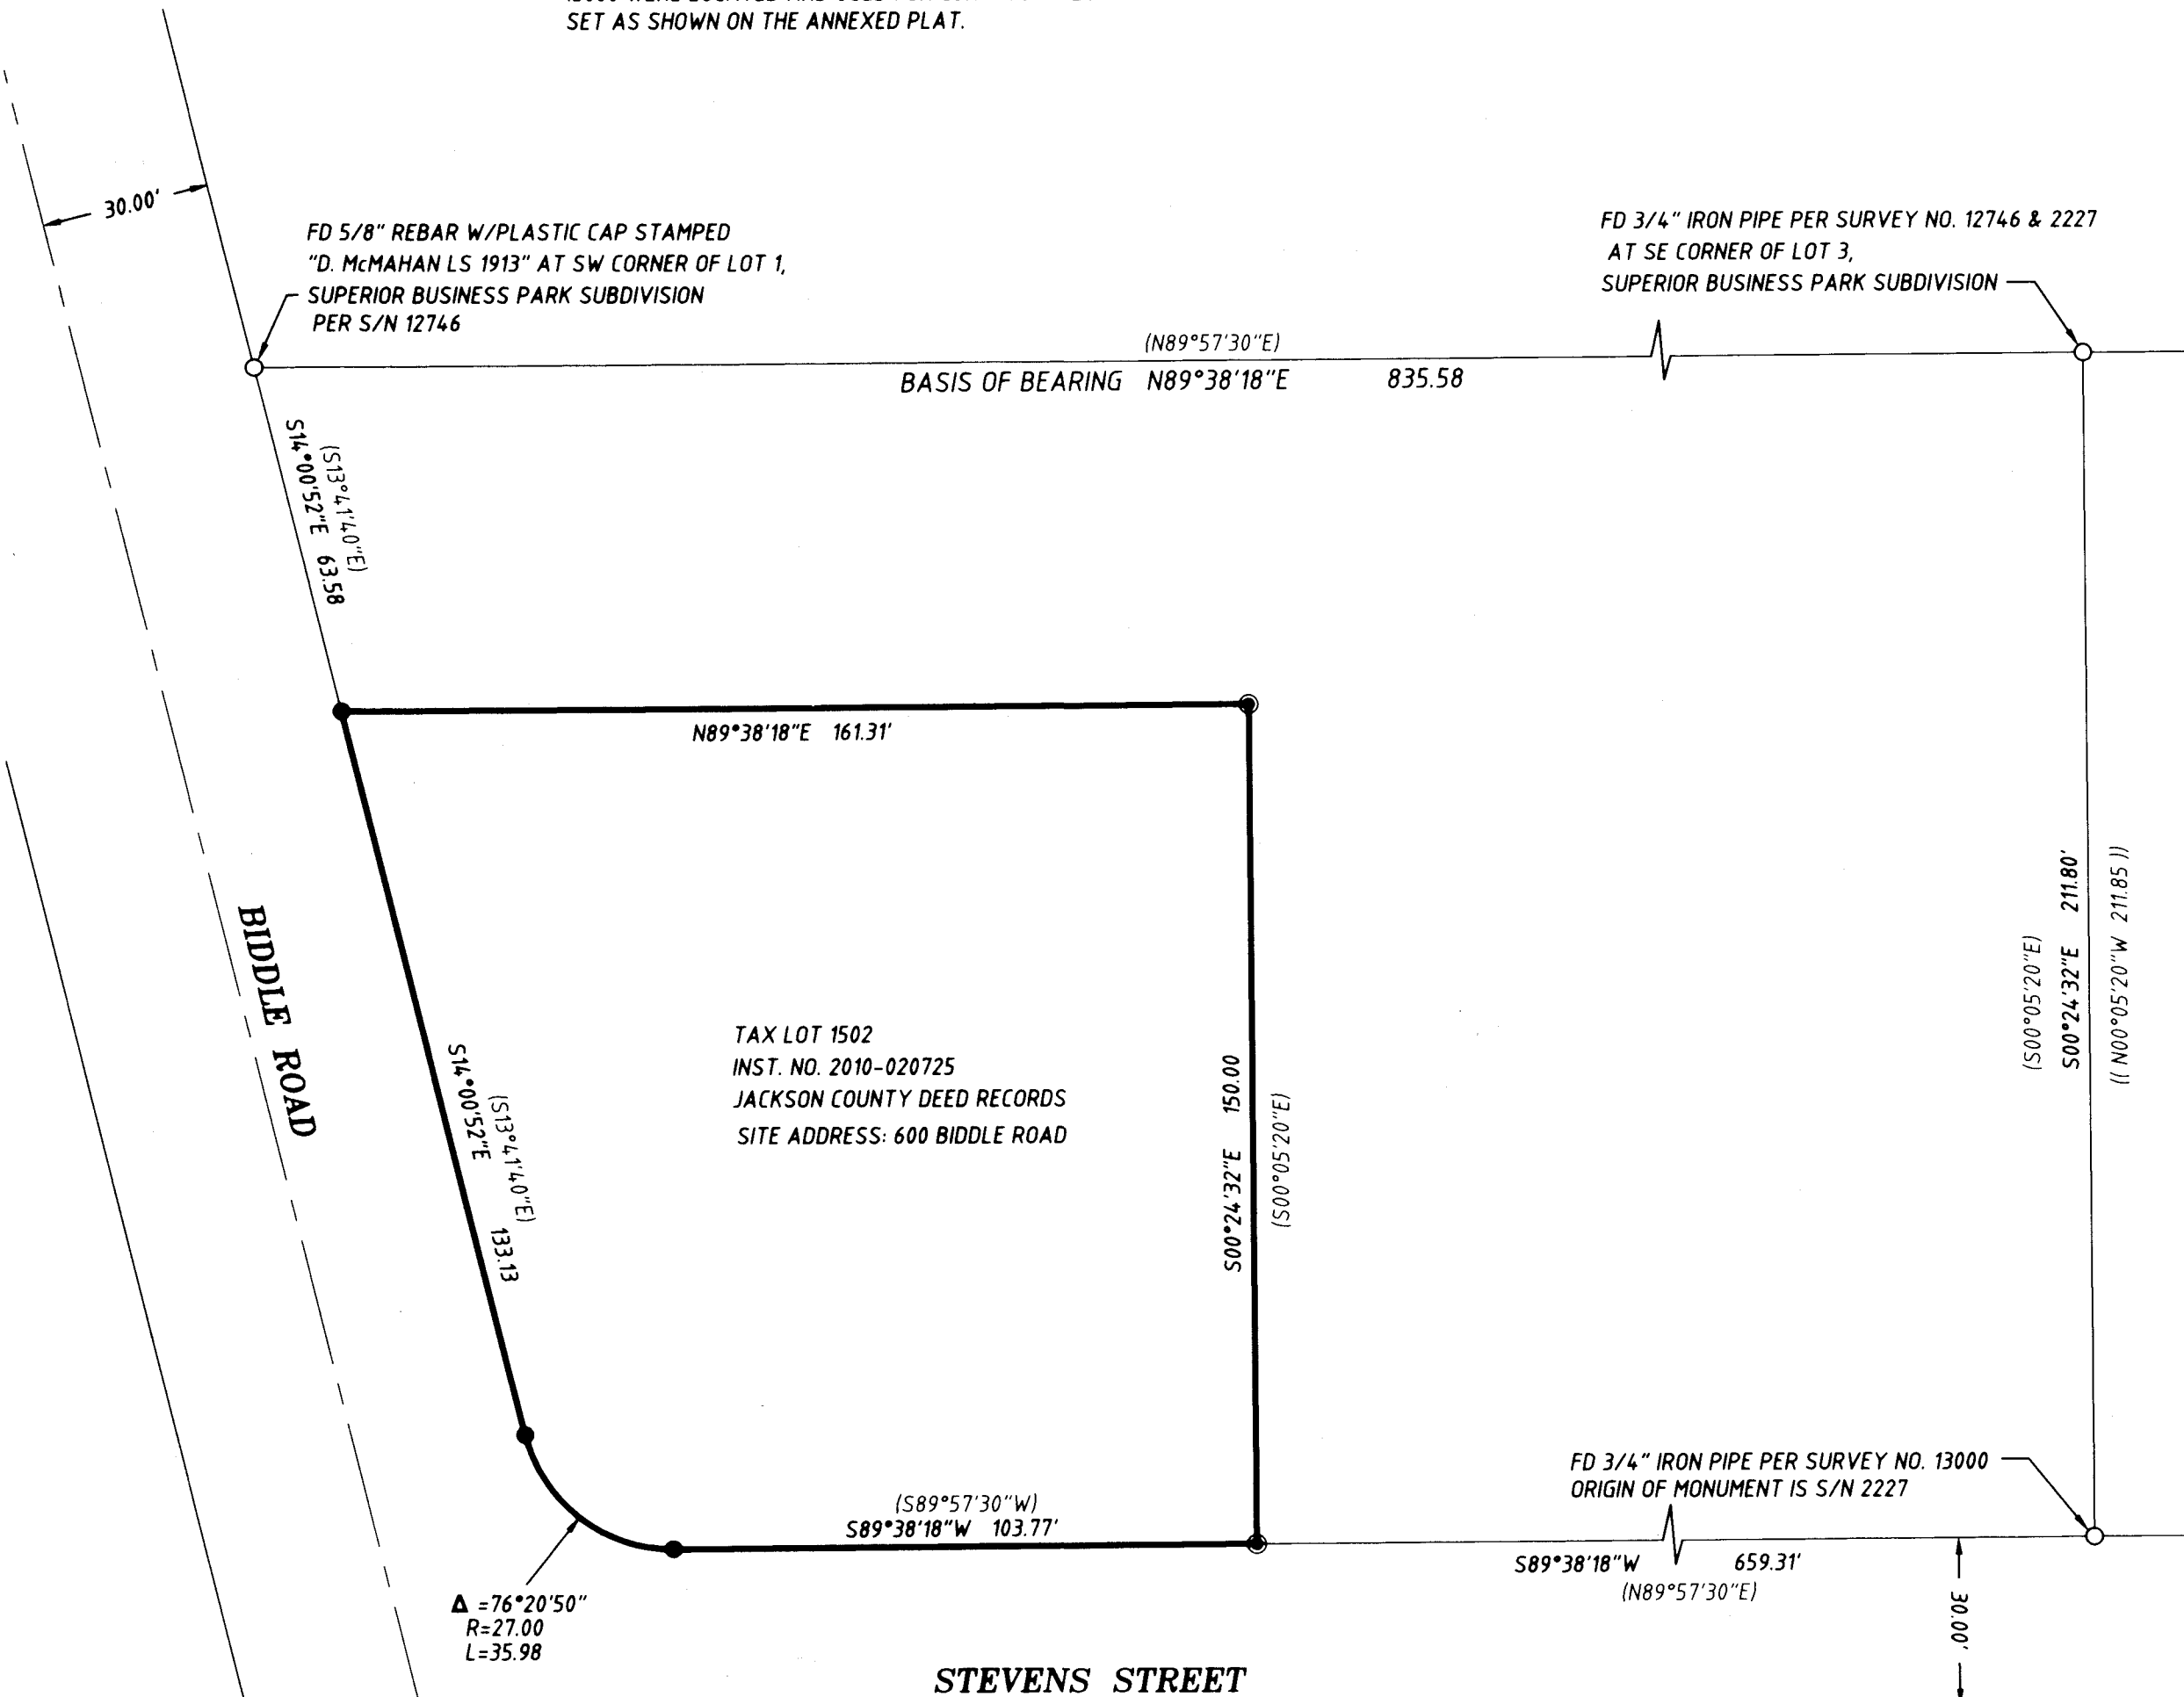 SET AS SHOWN ON THE ANNEXED PLAT.
30.00'
FD 5/8" REBAR W/PLASTIC CAP STAMPED
"D. McMAHAN LS 1913" AT SW CORNER OF LOT 1,
SUPERIOR BUSINESS PARK SUBDIVISION
PER S/N 12746
FD 3/4" IRON PIPE PER SURVEY NO. 12746 & 2227
AT SE CORNER OF LOT 3,
SUPERIOR BUSINESS PARK SUBDIVISION
(N89°57'30"E)
BASIS OF BEARING N89°38'18"E 835.58
(S13°41'40"E)
S14°00'52"E 63.58
N89°38'18"E 161.31'
BIDDLE ROAD
(S13°41'40"E)
S14°00'52"E 133.13
TAX LOT 1502
INST. NO. 2010-020725
JACKSON COUNTY DEED RECORDS
SITE ADDRESS: 600 BIDDLE ROAD
S00°24'32"E 150.00
(S00°05'20"E)
(S00°05'20"E)
S00°24'32"E 211.80'
(( N00°05'20"W 211.85 ))
FD 3/4" IRON PIPE PER SURVEY NO. 13000
ORIGIN OF MONUMENT IS S/N 2227
(S89°57'30"W)
S89°38'18"W 103.77'
S89°38'18"W 659.31'
(N89°57'30"E)
30.00'
Δ =76°20'50"
R=27.00
L=35.98
STEVENS STREET